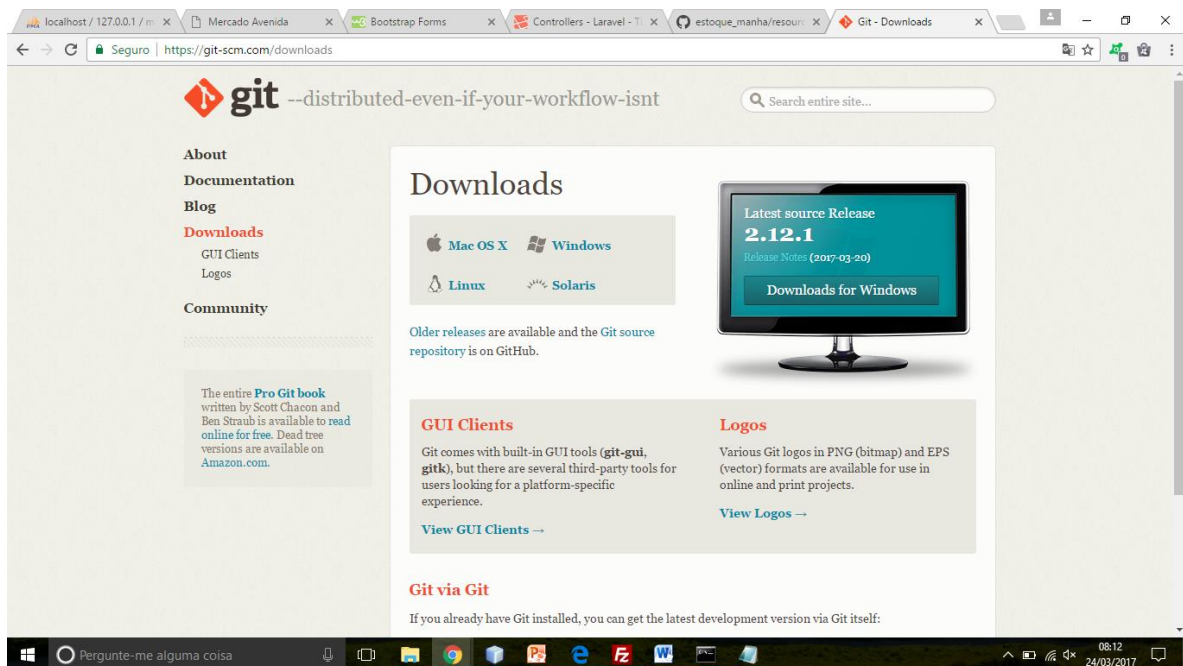 localhost / 127.0.0.1 / m
Mercado Avenida
Bootstrap Forms
Controllers - Laravel - T
estoque_manha/resour
Git - Downloads
Seguro
https://git-scm.com/downloads
git --distributed-even-if-your-workflow-isnt
Search entire site...
About
Documentation
Blog
Downloads
GUI Clients
Logos
Community
The entire Pro Git book
written by Scott Chacon and
Ben Straub is available to read
online for free. Dead tree
versions are available on
Amazon.com.
Downloads
Mac OS X
Windows
Linux
Solaris
Older releases are available and the Git source
repository is on GitHub.
Latest source Release
2.12.1
Release Notes (2017-03-20)
Downloads for Windows
GUI Clients
Git comes with built-in GUI tools (git-gui,
gitk), but there are several third-party tools for
users looking for a platform-specific
experience.
View GUI Clients →
Logos
Various Git logos in PNG (bitmap) and EPS
(vector) formats are available for use in
online and print projects.
View Logos →
Git via Git
If you already have Git installed, you can get the latest development version via Git itself:
Pergunte-me alguma coisa
08:12
24/03/2017